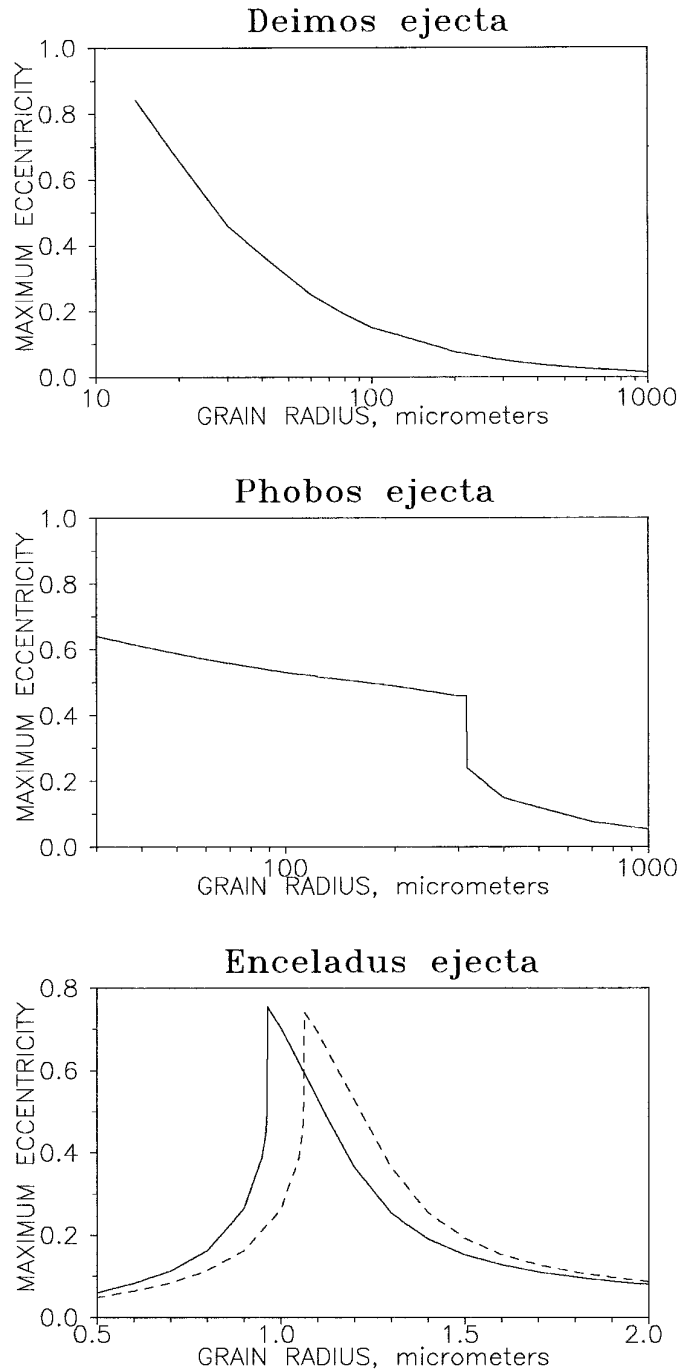 Deimos ejecta
MAXIMUM ECCENTRICITY
1.0
0.8
0.6
0.4
0.2
0.0
10
100
1000
GRAIN RADIUS, micrometers
Phobos ejecta
MAXIMUM ECCENTRICITY
1.0
0.8
0.6
0.4
0.2
0.0
100
1000
GRAIN RADIUS, micrometers
Enceladus ejecta
MAXIMUM ECCENTRICITY
0.8
0.6
0.4
0.2
0.0
0.5
1.0
1.5
2.0
GRAIN RADIUS, micrometers